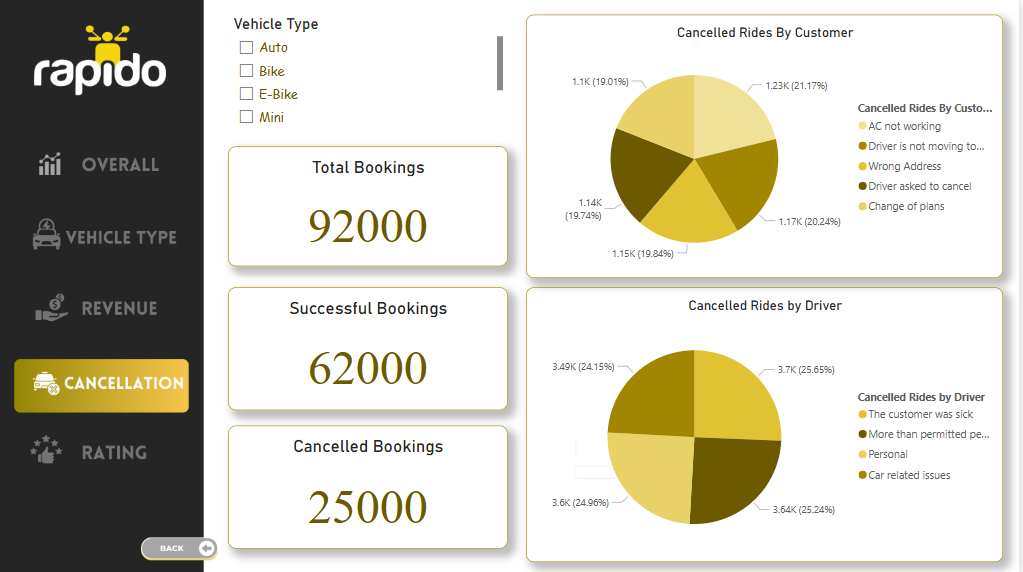 rapido
OVERALL
VEHICLE TYPE
REVENUE
CANCELLATION
RATING
BACK
Vehicle Type
Auto
Bike
E-Bike
Mini
Total Bookings
92000
Successful Bookings
62000
Cancelled Bookings
25000
Cancelled Rides By Customer
1.1K (19.01%)
1.23K (21.17%)
1.14K
(19.74%)
1.17K (20.24%)
1.15K (19.84%)
Cancelled Rides By Custo...
AC not working
Driver is not moving to...
Wrong Address
Driver asked to cancel
Change of plans
Cancelled Rides by Driver
3.49K (24.15%)
3.7K (25.65%)
3.6K (24.96%)
3.64K (25.24%)
Cancelled Rides by Driver
The customer was sick
More than permitted pe...
Personal
Car related issues